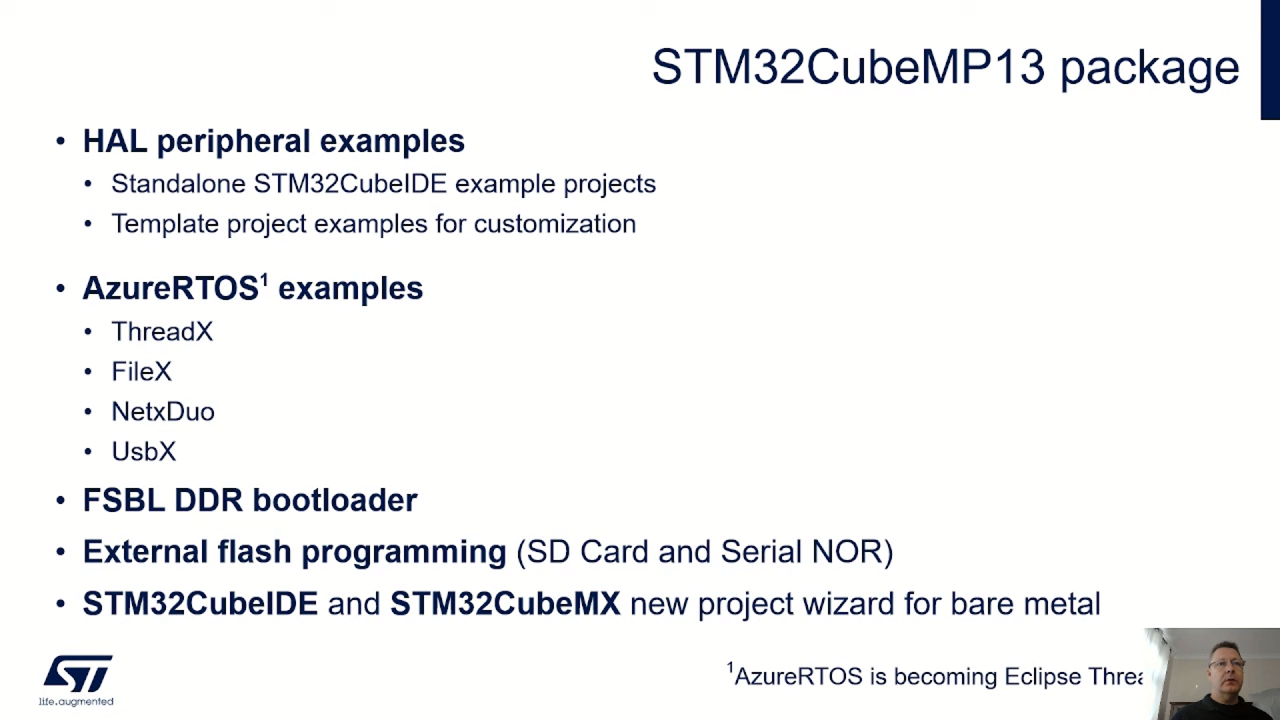 STM32CubeMP13 package
• HAL peripheral examples
• Standalone STM32CubeIDE example projects
• Template project examples for customization
• AzureRTOS¹ examples
• ThreadX
• FileX
• NetxDuo
• UsbX
• FSBL DDR bootloader
• External flash programming (SD Card and Serial NOR)
• STM32CubeIDE and STM32CubeMX new project wizard for bare metal
ST
life.augmented
¹AzureRTOS is becoming Eclipse